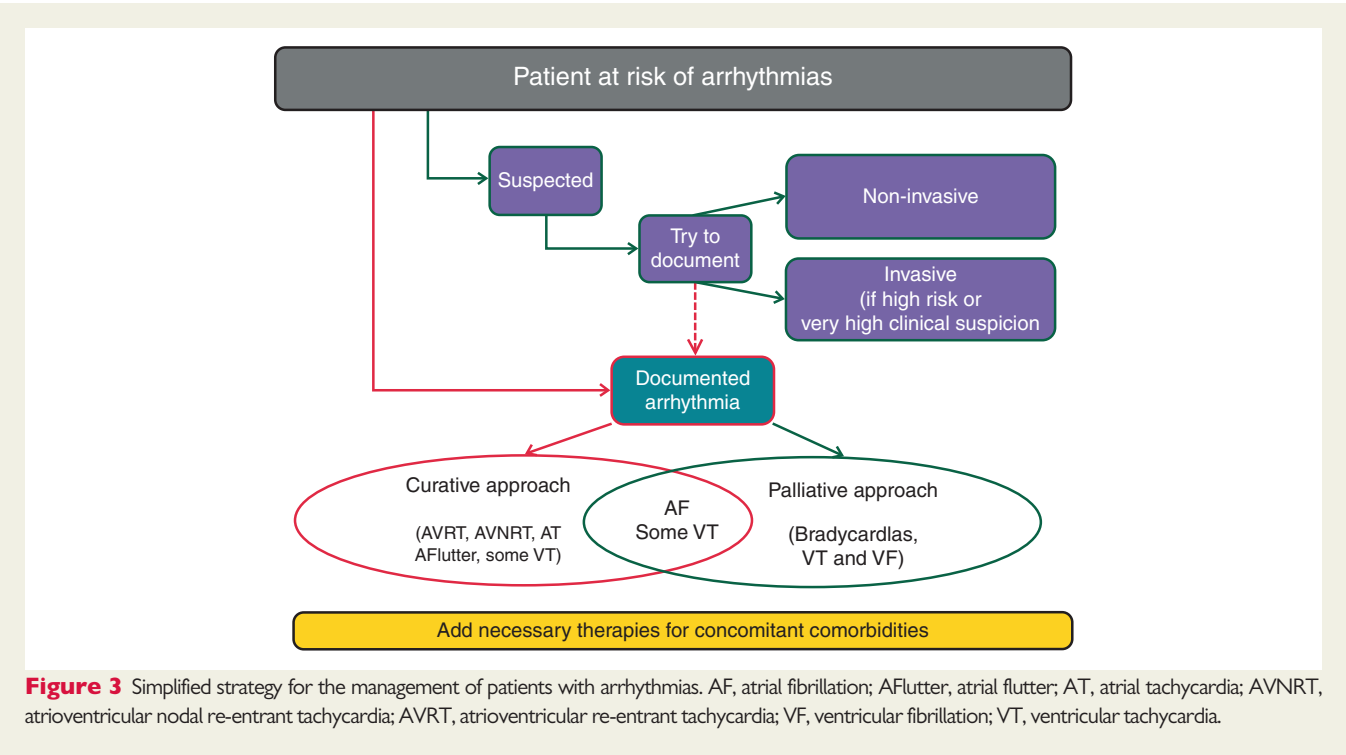 Patient at risk of arrhythmias
Suspected
Non-invasive
Try to
document
Invasive
(if high risk or
very high clinical suspicion
Documented
arrhythmia
Curative approach
(AVRT, AVNRT, AT
AFlutter, some VT)
AF
Some VT
Palliative approach
(Bradycardlas,
VT and VF)
Add necessary therapies for concomitant comorbidities
Figure 3 Simplified strategy for the management of patients with arrhythmias. AF, atrial fibrillation; AFlutter, atrial flutter; AT, atrial tachycardia; AVNRT,
atrioventricular nodal re-entrant tachycardia; AVRT, atrioventricular re-entrant tachycardia; VF, ventricular fibrillation; VT, ventricular tachycardia.